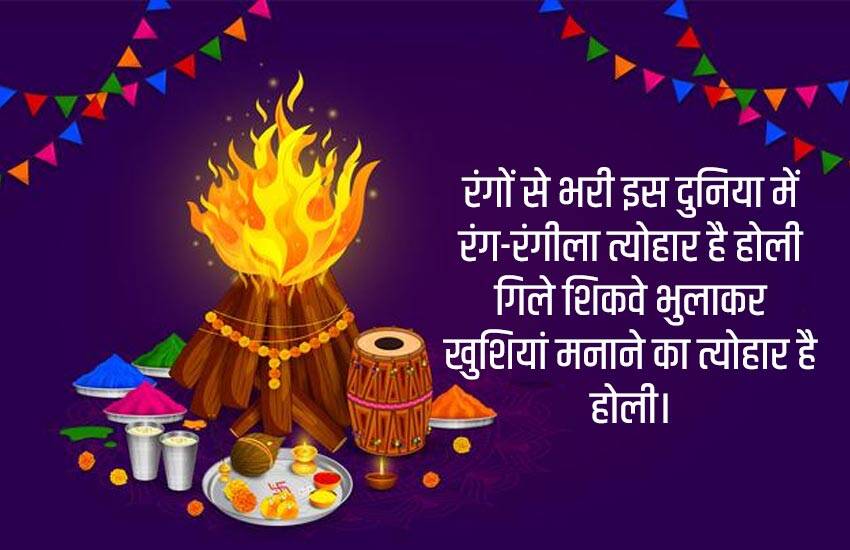 रंगों से भरी इस दुनिया में
रंग-रंगीला त्योहार है होली
गिले शिकवे भुलाकर
खुशियां मनाने का त्योहार है
होली।